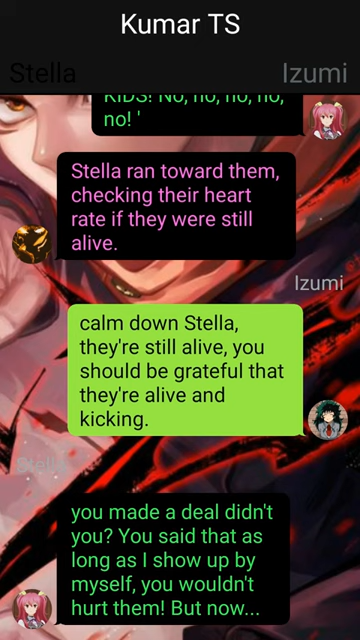 Kumar TS
Stella
Izumi
KIDS! No, no, no, no,
no! '
Stella ran toward them,
checking their heart
rate if they were still
alive.
Izumi
calm down Stella,
they're still alive, you
should be grateful that
they're alive and
kicking.
Stella
you made a deal didn't
you? You said that as
long as I show up by
myself, you wouldn't
hurt them! But now...